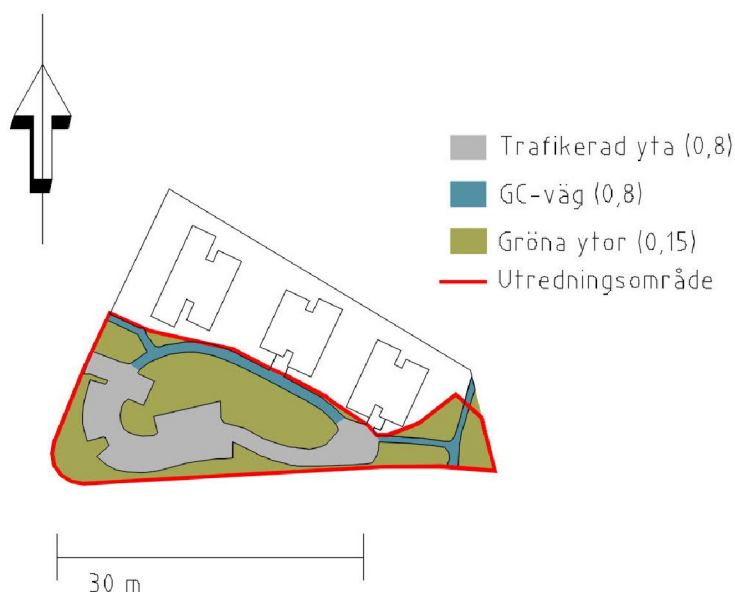 Trafikerad yta (0,8)
GC-väg (0,8)
Gröna ytor (0,15)
Utredningsområde
30 m